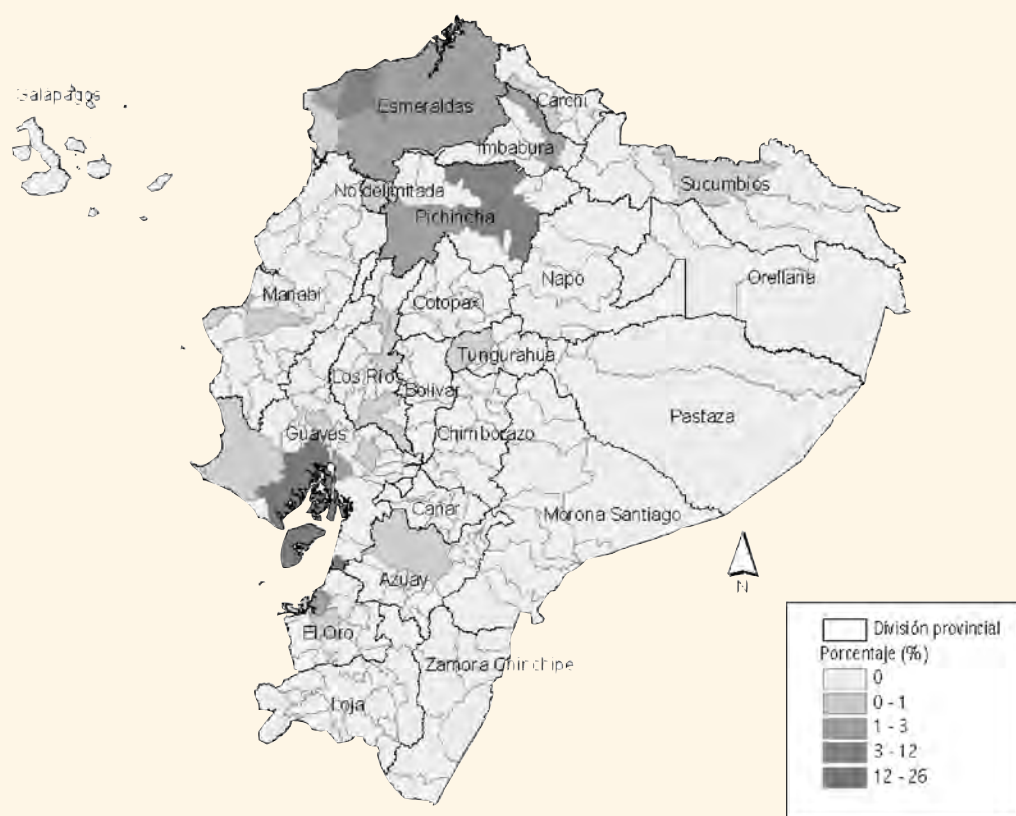 Galápagos
Esmeraldas
Carchi
Imbabura
No delimitada
Sucumbíos
Pichincha
Manabí
Cotopaxi
Napo
Orellana
Los Ríos
Bolívar
Tungurahua
Guayas
Chimborazo
Pastaza
Cañar
Morona Santiago
Azuay
N
El Oro
Zamora Chinchipe
Loja
División provincial
Porcentaje (%)
0
0 - 1
1 - 3
3 - 12
12 - 26